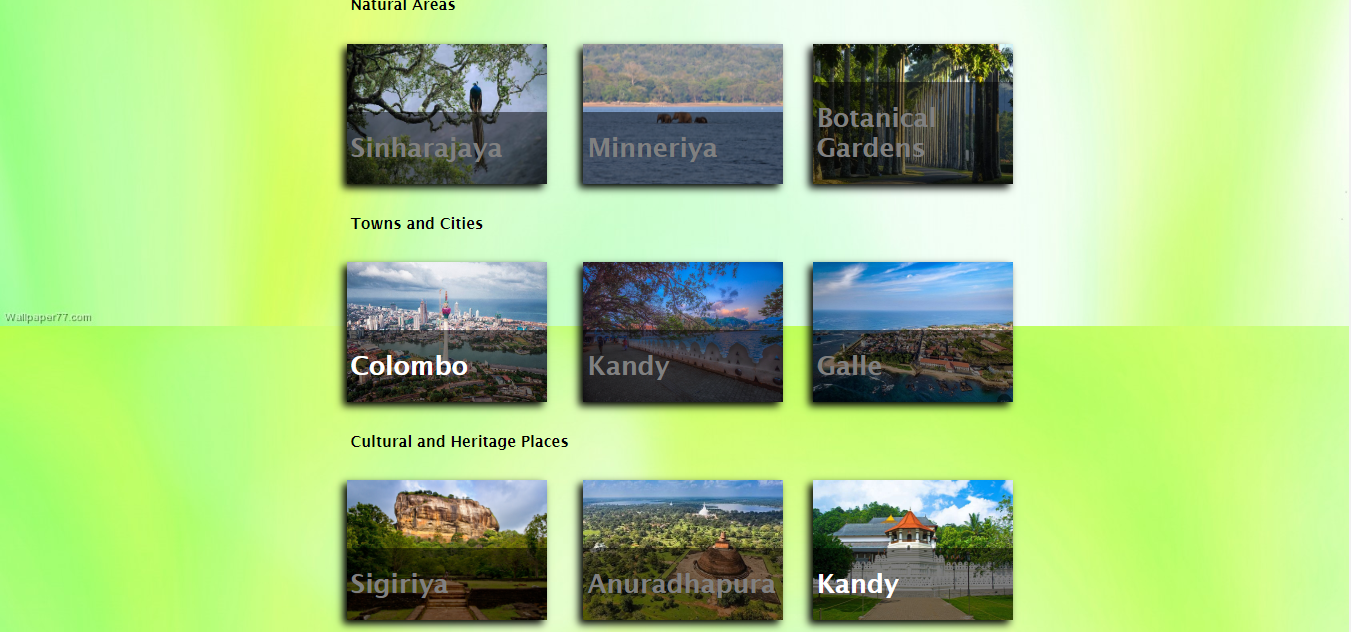 Natural Areas
Sinharajaya
Minneriya
Botanical
Gardens
Towns and Cities
Colombo
Kandy
Galle
Wallpaper77.com
Cultural and Heritage Places
Sigiriya
Anuradhapura
Kandy